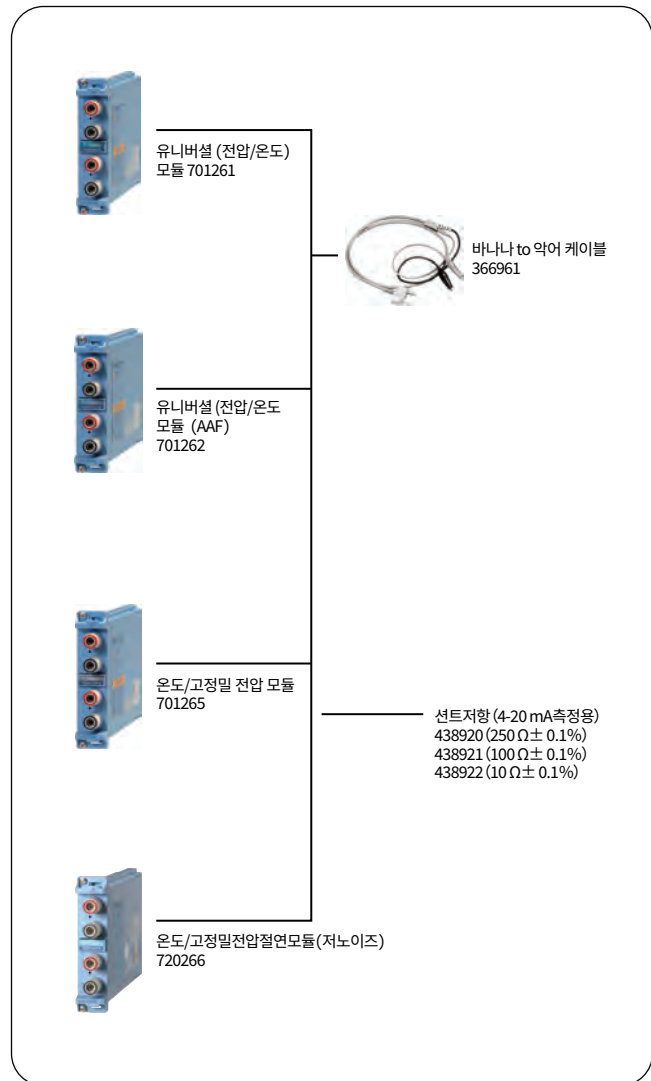 유니버셜 (전압/온도)
모듈 701261
바나나 to 악어 케이블
366961
유니버셜 (전압/온도
모듈 (AAF)
701262
온도/고정밀 전압 모듈
701265
션트저항 (4-20 mA측정용)
438920 (250 Ω± 0.1%)
438921 (100 Ω± 0.1%)
438922 (10 Ω± 0.1%)
온도/고정밀전압절연모듈(저노이즈)
720266